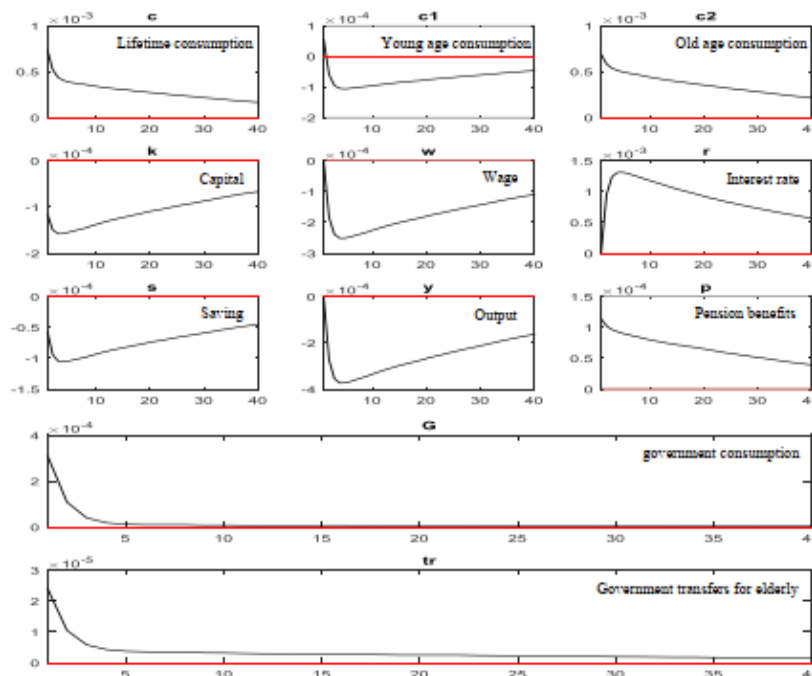 c c1 c2
× 10⁻³ × 10⁻⁴ × 10⁻³
1 Lifetime consumption 1 Young age consumption 1 Old age consumption
0.5 0 0.5
-1
0 -2 0
10 20 30 40 10 20 30 40 10 20 30 40
k w r
× 10⁻⁴ × 10⁻⁴ × 10⁻³
0 Capital 0 Wage 1.5 Interest rate
-1 -1 1
-2 0.5
-2 -3 0
10 20 30 40 10 20 30 40 10 20 30 40
s y p
× 10⁻⁴ × 10⁻⁴ × 10⁻⁴
0 Saving 0 Output 1.5 Pension benefits
-0.5 1
-1 -2 0.5
-1.5 -4 0
10 20 30 40 10 20 30 40 10 20 30 40
G
× 10⁻⁴
4 government consumption
2
0
5 10 15 20 25 30 35 40
tr
× 10⁻⁵
3 Government transfers for elderly
2
1
0
5 10 15 20 25 30 35 40